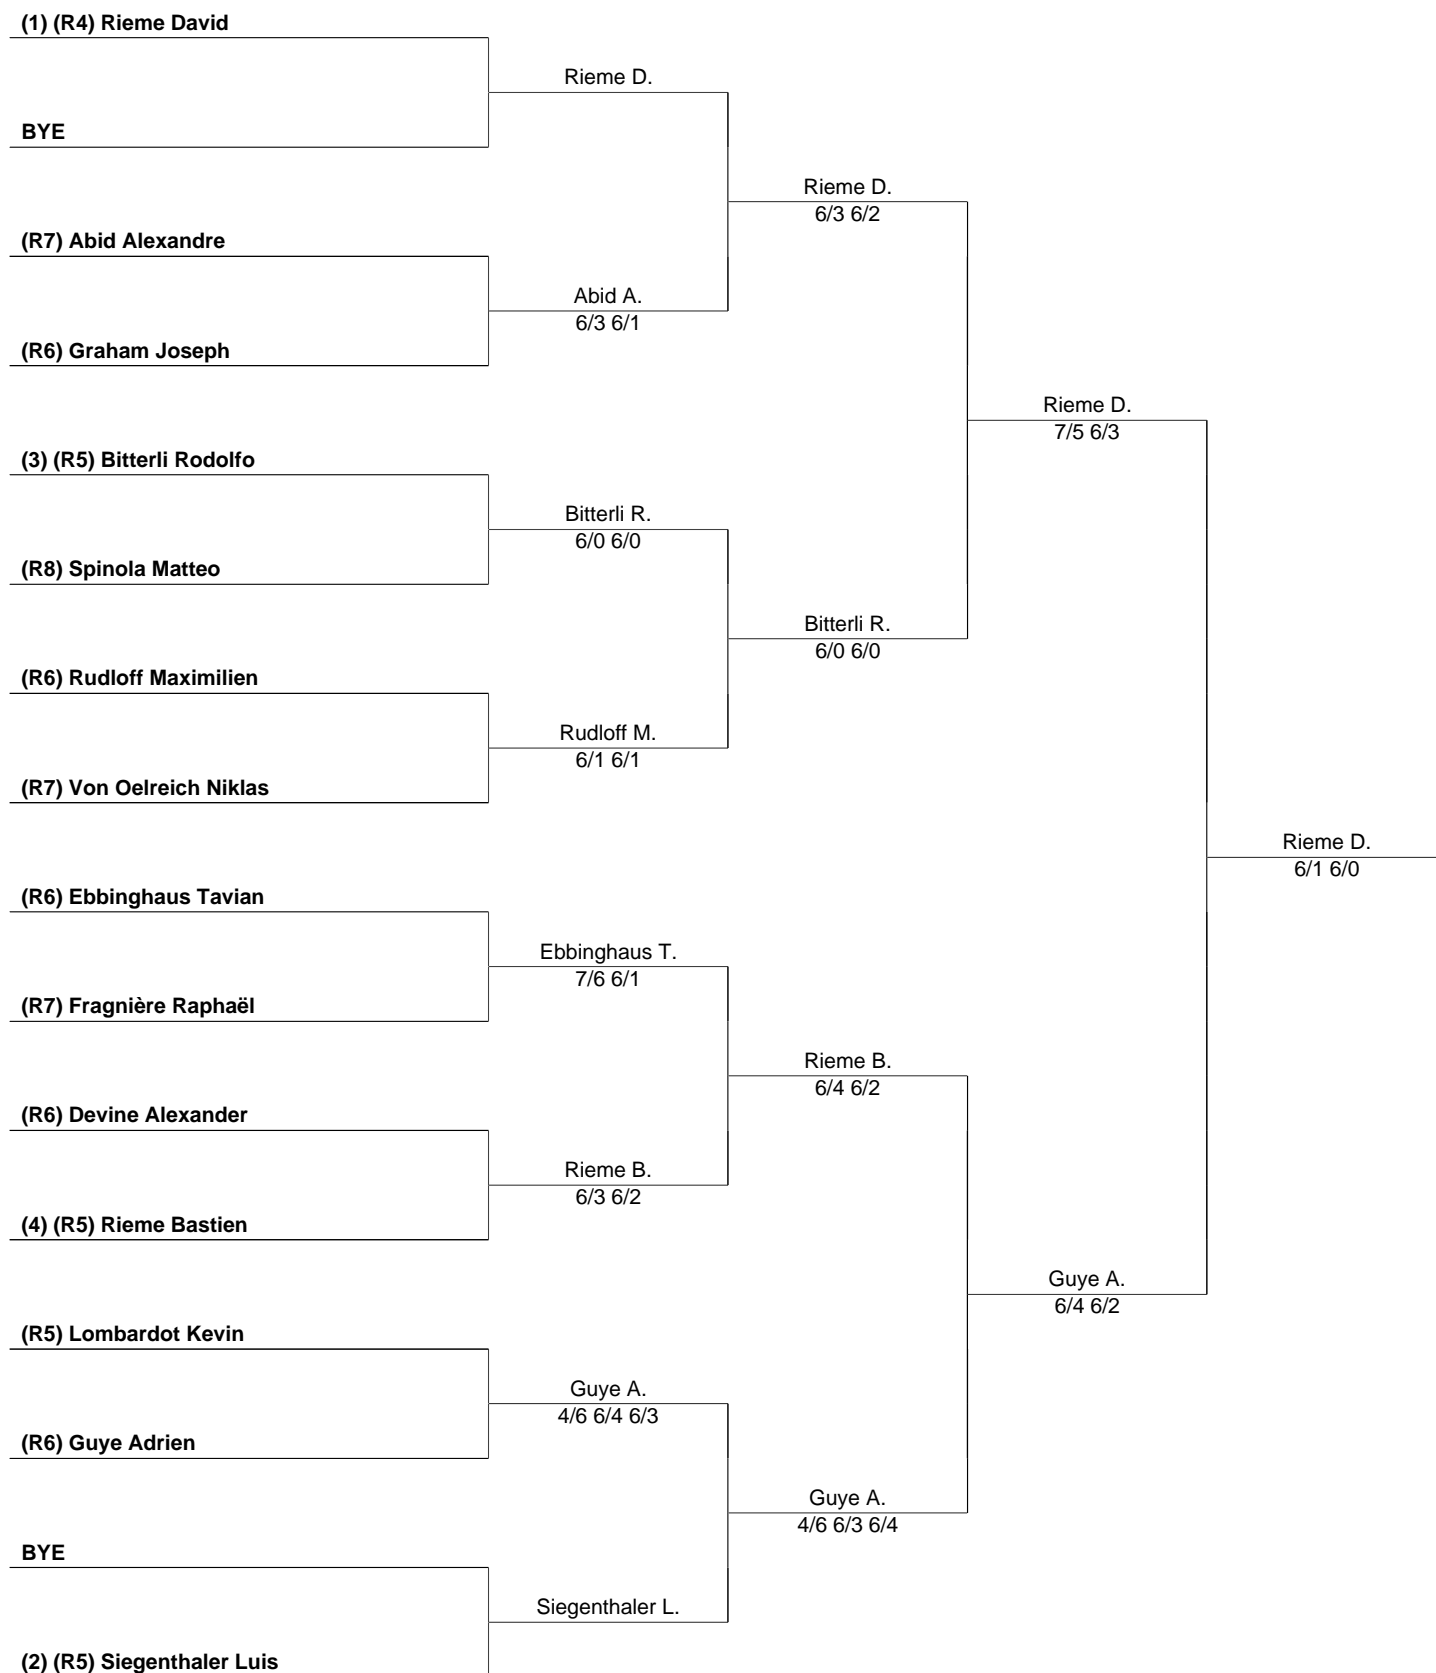 (1) (R4) Rieme David
Rieme D.
BYE
Rieme D.
6/3 6/2
(R7) Abid Alexandre
Abid A.
6/3 6/1
(R6) Graham Joseph
Rieme D.
7/5 6/3
(3) (R5) Bitterli Rodolfo
Bitterli R.
6/0 6/0
(R8) Spinola Matteo
Bitterli R.
6/0 6/0
(R6) Rudloff Maximilien
Rudloff M.
6/1 6/1
(R7) Von Oelreich Niklas
Rieme D.
6/1 6/0
(R6) Ebbinghaus Tavian
Ebbinghaus T.
7/6 6/1
(R7) Fragnière Raphaël
Rieme B.
6/4 6/2
(R6) Devine Alexander
Rieme B.
6/3 6/2
(4) (R5) Rieme Bastien
Guye A.
6/4 6/2
(R5) Lombardot Kevin
Guye A.
4/6 6/4 6/3
(R6) Guye Adrien
Guye A.
4/6 6/3 6/4
BYE
Siegenthaler L.
(2) (R5) Siegenthaler Luis